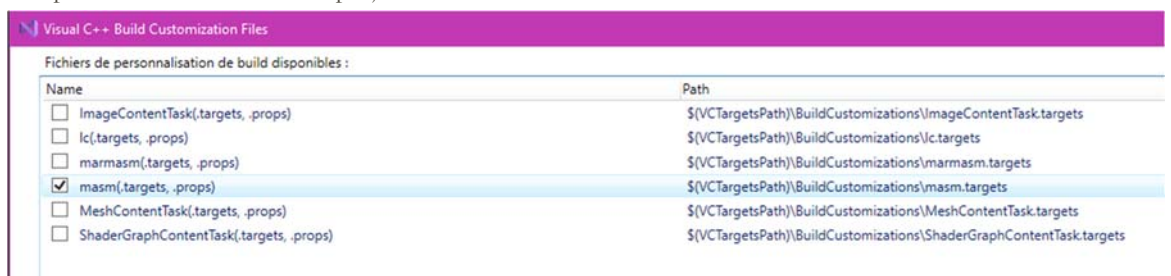 Visual C++ Build Customization Files
Fichiers de personnalisation de build disponibles :
Name Path
ImageContentTask(.targets, .props) $(VCTargetsPath)\BuildCustomizations\ImageContentTask.targets
lc(.targets, .props) $(VCTargetsPath)\BuildCustomizations\lc.targets
marmasm(.targets, .props) $(VCTargetsPath)\BuildCustomizations\marmasm.targets
masm(.targets, .props) $(VCTargetsPath)\BuildCustomizations\masm.targets
MeshContentTask(.targets, .props) $(VCTargetsPath)\BuildCustomizations\MeshContentTask.targets
ShaderGraphContentTask(.targets, .props) $(VCTargetsPath)\BuildCustomizations\ShaderGraphContentTask.targets